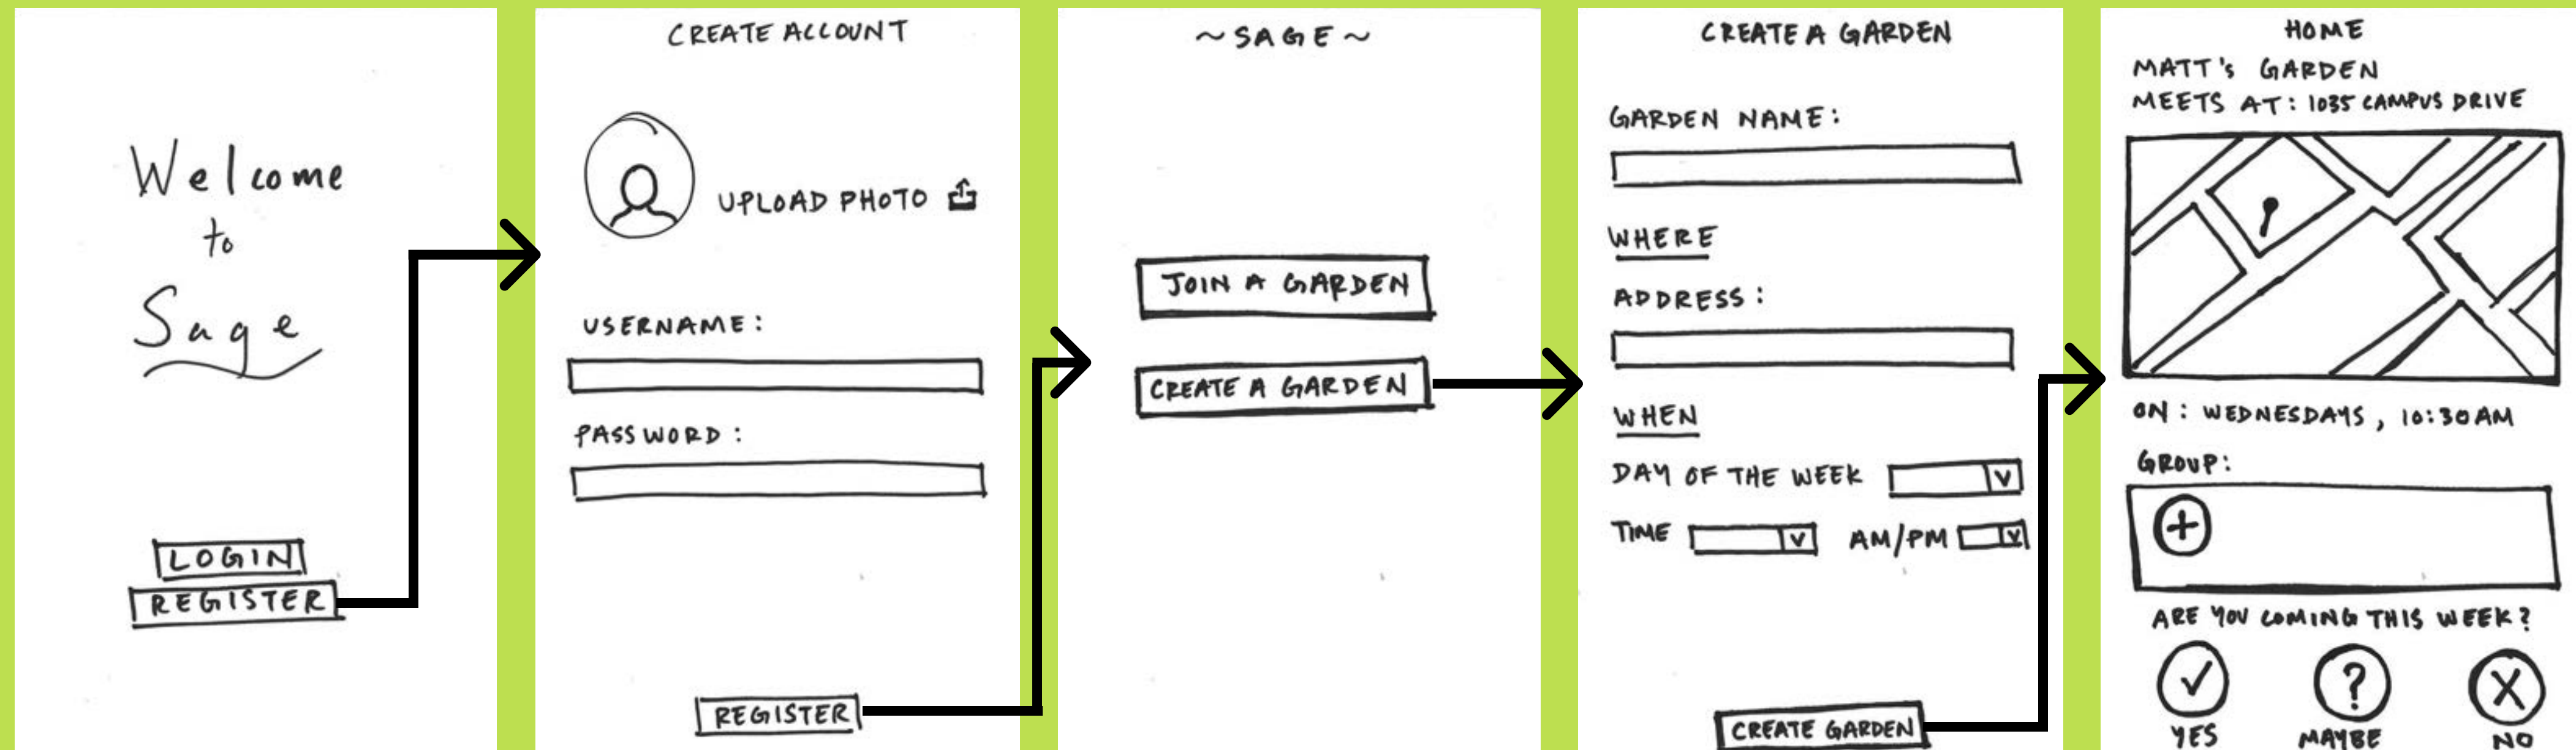 Welcome
to
Sage
LOGIN
REGISTER
CREATE ACCOUNT
UPLOAD PHOTO
USERNAME:
PASSWORD:
REGISTER
~SAGE~
JOIN A GARDEN
CREATE A GARDEN
CREATE A GARDEN
GARDEN NAME:
WHERE
ADDRESS:
WHEN
DAY OF THE WEEK V
TIME V AM/PM V
CREATE GARDEN
HOME
MATT's GARDEN
MEETS AT: 1035 CAMPUS DRIVE
ON: WEDNESDAYS, 10:30AM
GROUP:
+
ARE YOU COMING THIS WEEK?
✓ ? X
YES MAYBE NO